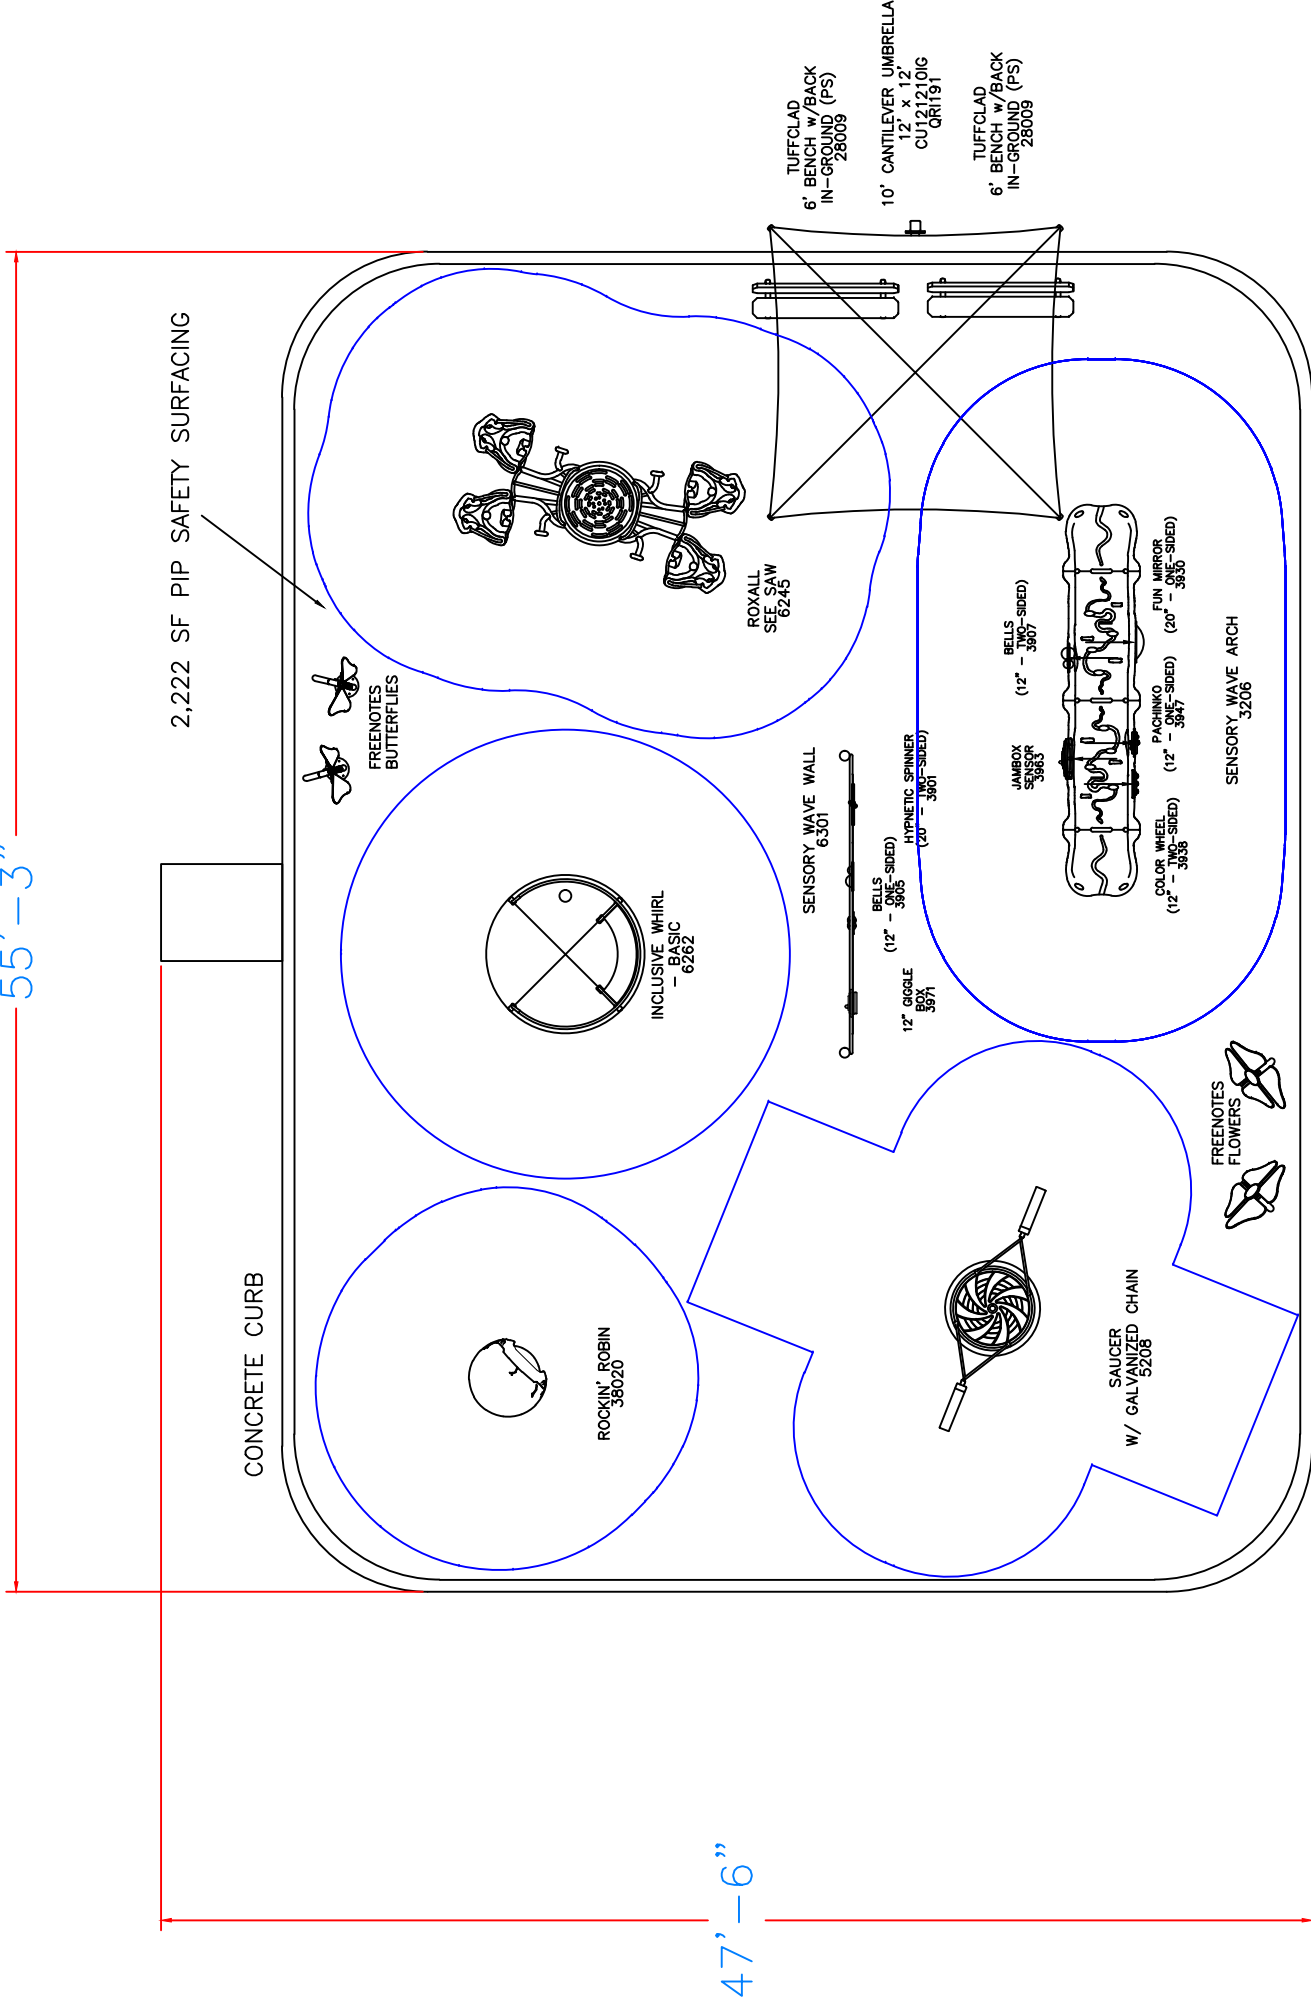 55'-3"
47'-6"
2,222 SF PIP SAFETY SURFACING
CONCRETE CURB
TUFFCLAD
6' BENCH w/BACK
IN-GROUND (PS)
28009
10' CANTILEVER UMBRELLA
12' x 12'
CU121210IG
QRI191
TUFFCLAD
6' BENCH w/BACK
IN-GROUND (PS)
28009
FREENOTES
BUTTERFLIES
ROXALL
SEE SAW
6245
INCLUSIVE WHIRL
- BASIC
6262
ROCKIN' ROBIN
38020
SENSORY WAVE WALL
6301
HYPNETIC SPINNER
(20" - TWO-SIDED)
3901
BELLS
(12" - ONE-SIDED)
3905
12" GIGGLE
BOX
3971
BELLS
(12" - TWO-SIDED)
3907
JAMBOX
SENSOR
3963
FUN MIRROR
(20" - ONE-SIDED)
3930
PACHINKO
(12" - ONE-SIDED)
3947
COLOR WHEEL
(12" - TWO-SIDED)
3938
SENSORY WAVE ARCH
3206
FREENOTES
FLOWERS
SAUCER
W/ GALVANIZED CHAIN
5208